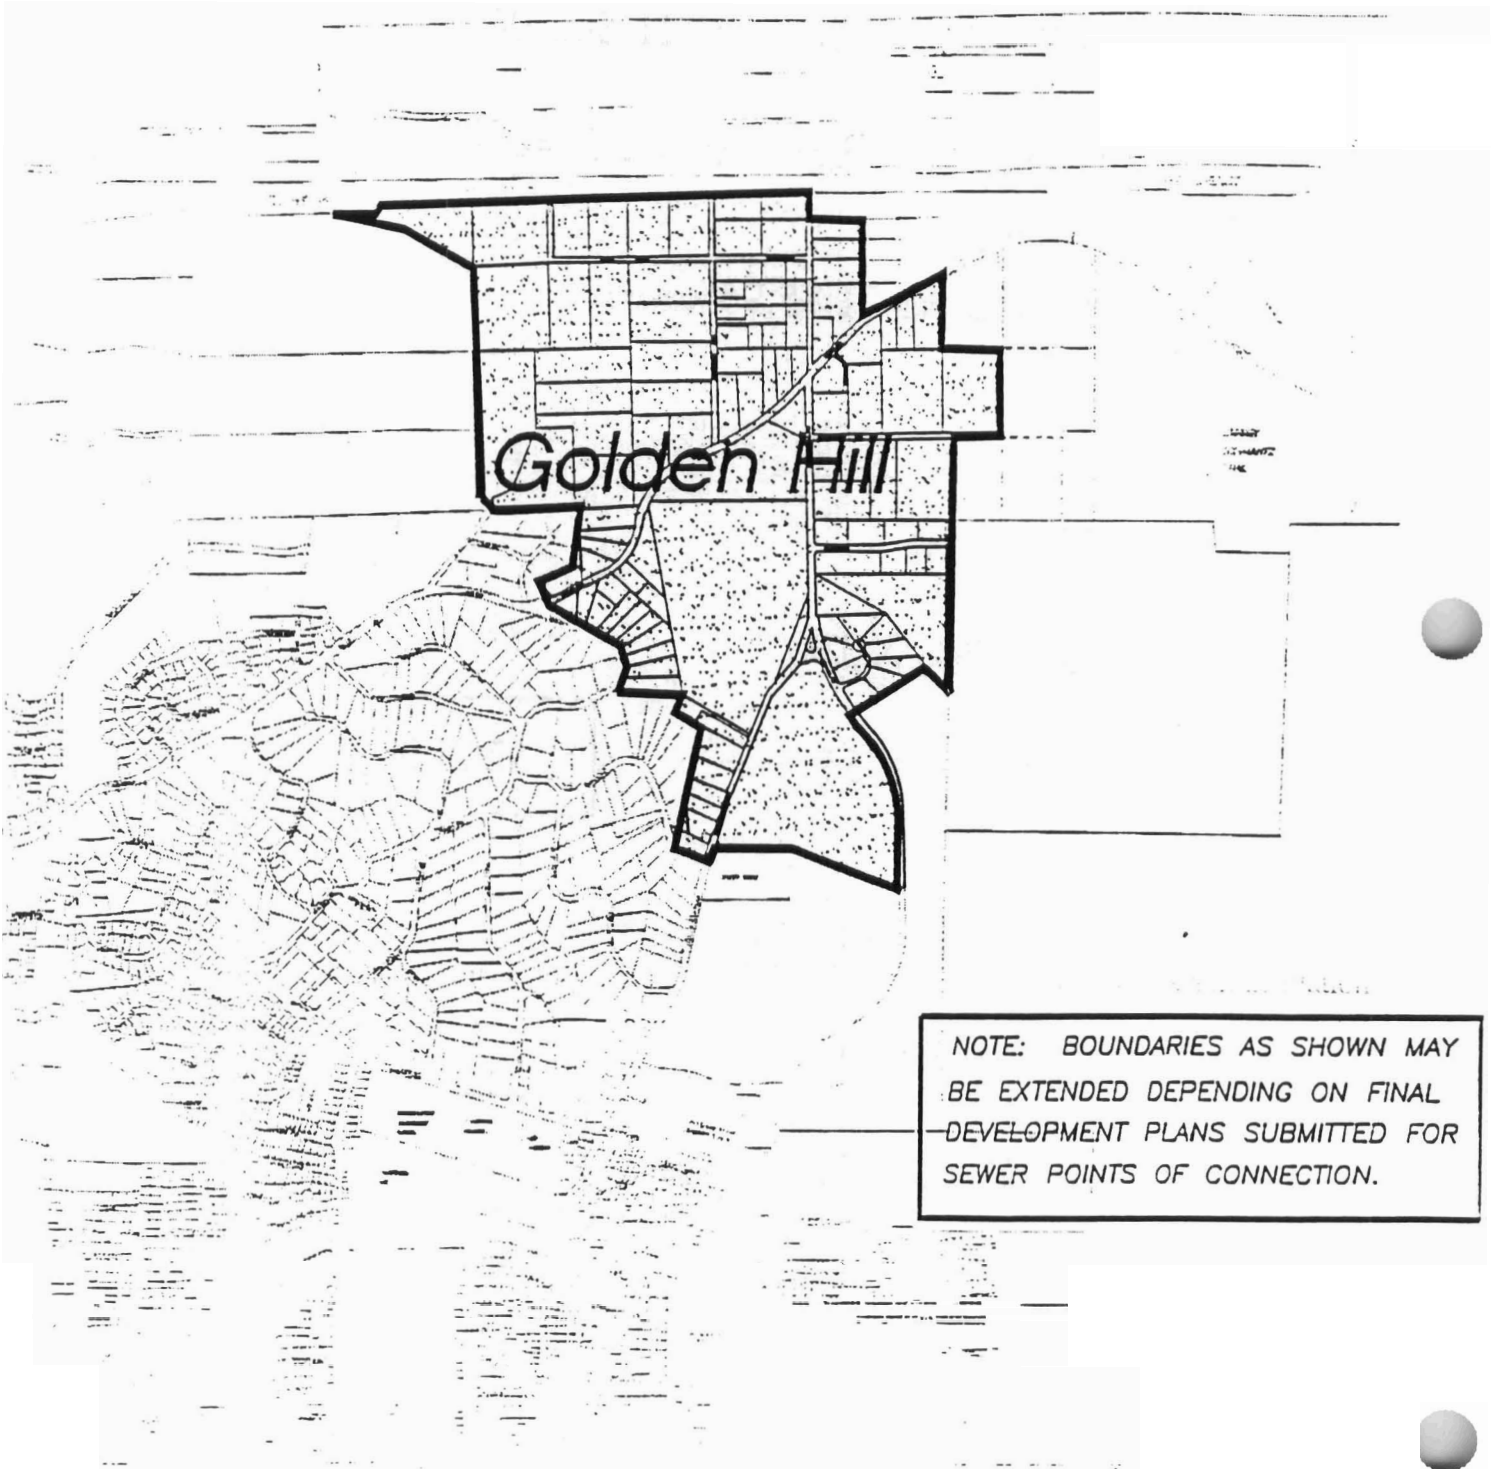 Golden Hill
NOTE: BOUNDARIES AS SHOWN MAY
BE EXTENDED DEPENDING ON FINAL
DEVELOPMENT PLANS SUBMITTED FOR
SEWER POINTS OF CONNECTION.